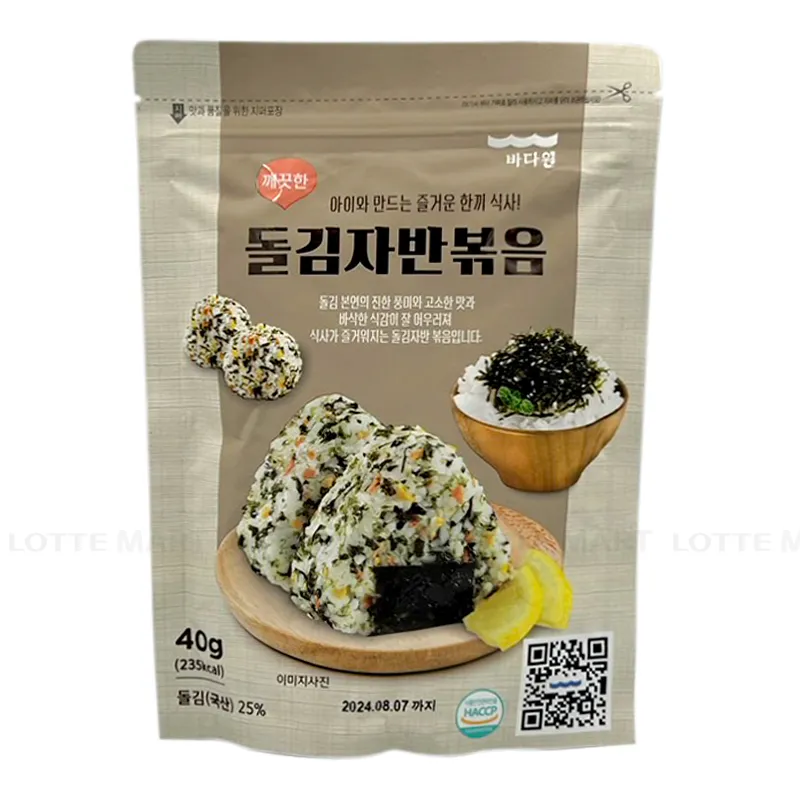 맛과 품질을 위한 지퍼포장
바다원
깨끗한
아이와 만드는 즐거운 한끼 식사!
돌김자반볶음
돌김 본연의 진한 풍미와 고소한 맛과
바삭한 식감이 잘 어우러져
식사가 즐거워지는 돌김자반 볶음입니다.
LOTTE MART
LOTTE M
40g
(235kcal)
이미지사진
돌김(국산) 25%
2024.08.07 까지
HACCP